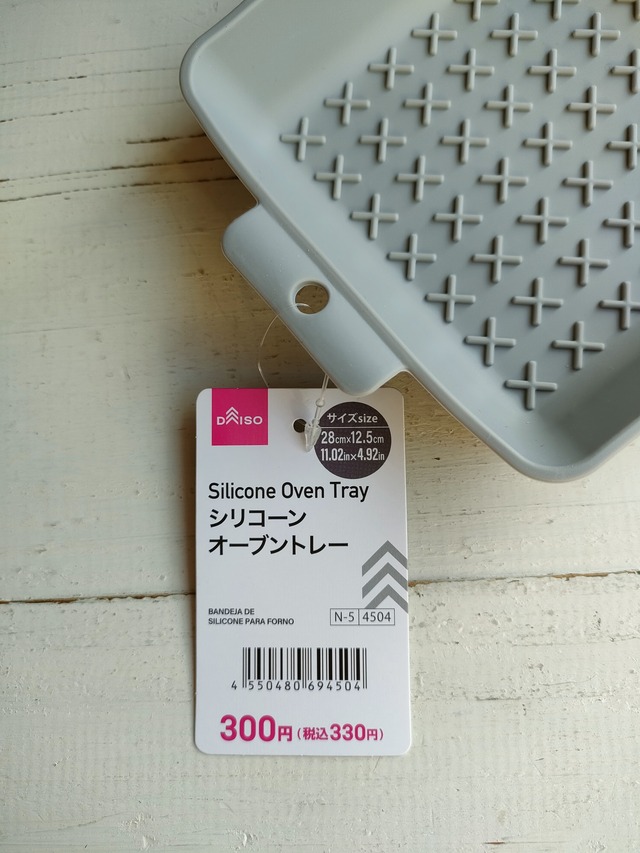 DAISO
サイズsize
28cm×12.5cm
11.02in×4.92in
Silicone Oven Tray
シリコーン
オーブントレー
BANDEJA DE
SILICONE PARA FORNO
N-5 4504
4 550480 694504
300円(税込330円)